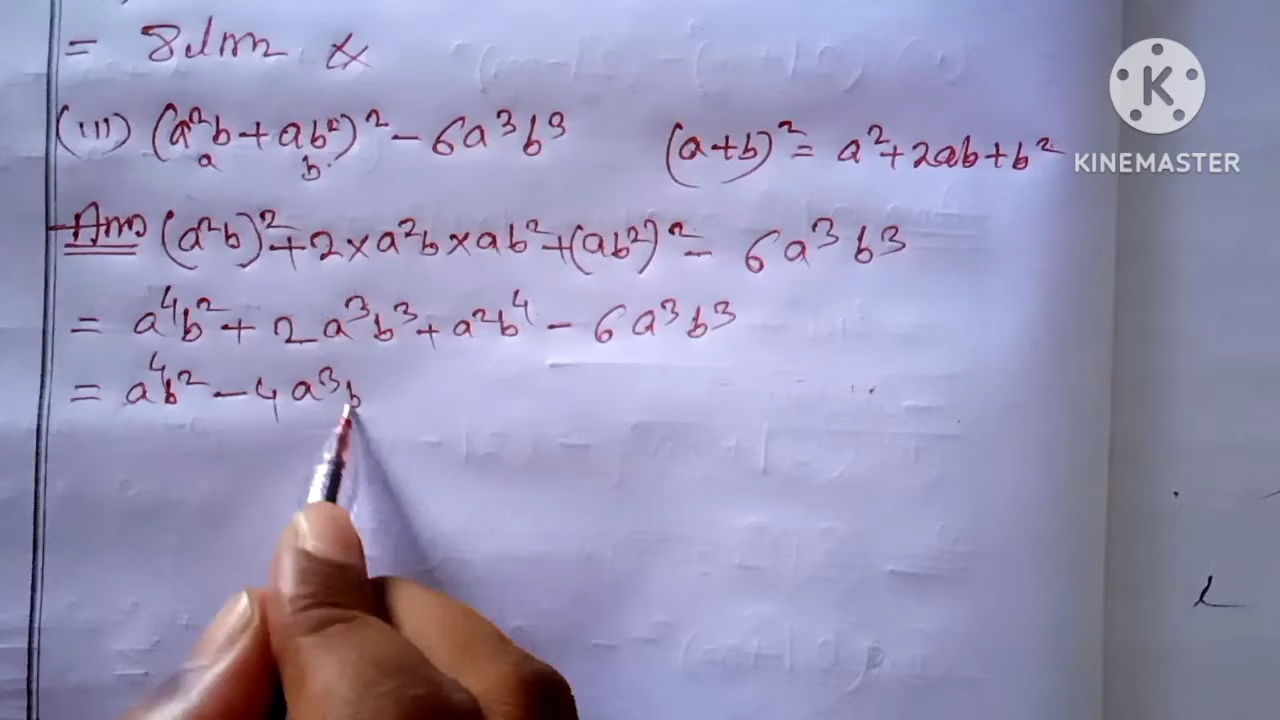 = 8lm
(III) (a²b + ab²)² - 6a³b³
a b
(a+b)² = a² + 2ab + b²
KINEMASTER
Ans (a²b)² + 2 × a²b × ab² + (ab²)² - 6a³b³
= a⁴b² + 2a³b³ + a²b⁴ - 6a³b³
= a⁴b² - 4a³b